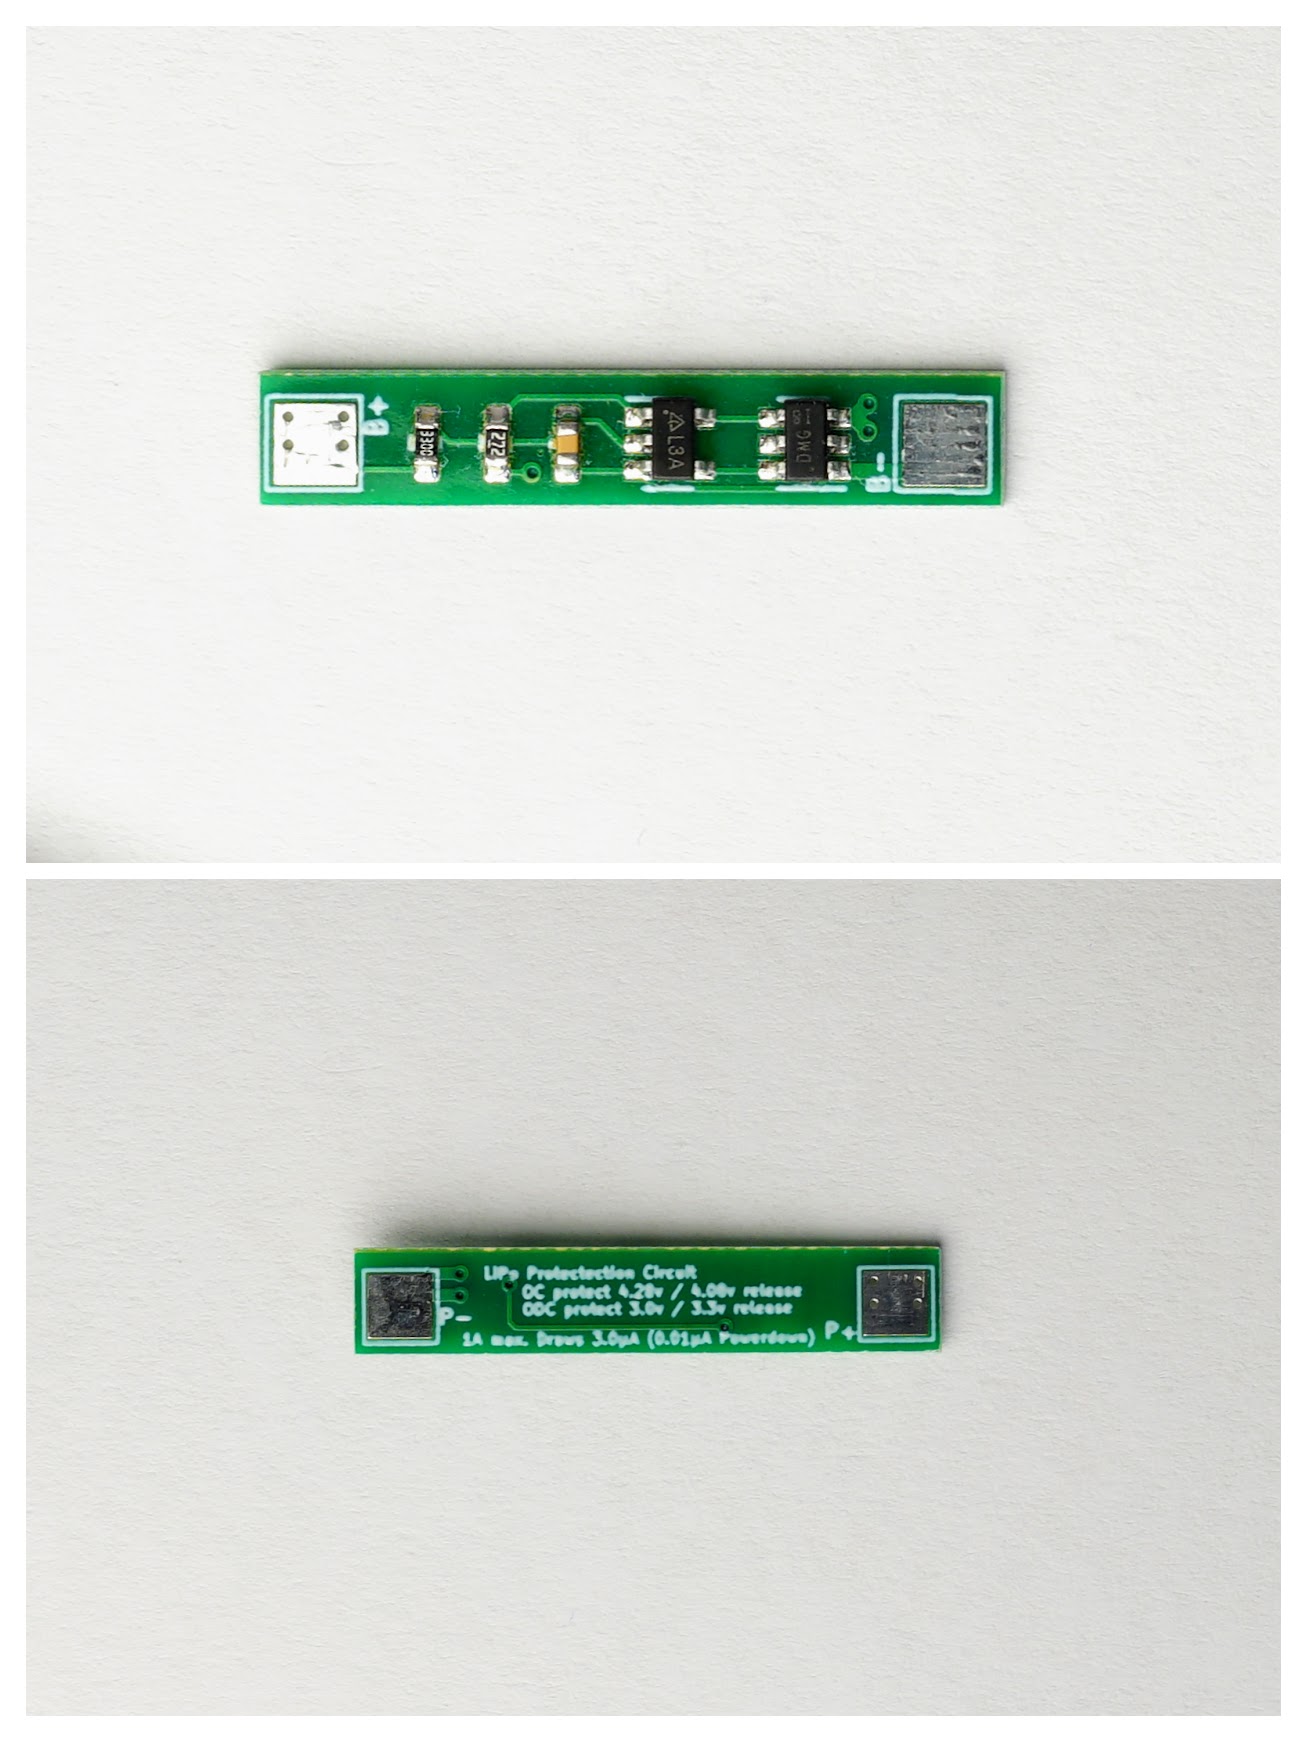 B+
3300
272
L3A
DMG
B-
LiPo Protectection Circuit
OC protect 4.28v / 4.08v release
ODC protect 3.0v / 3.3v release
P-
1A max. Draws 3.0µA (0.01µA Powerdown)
P+